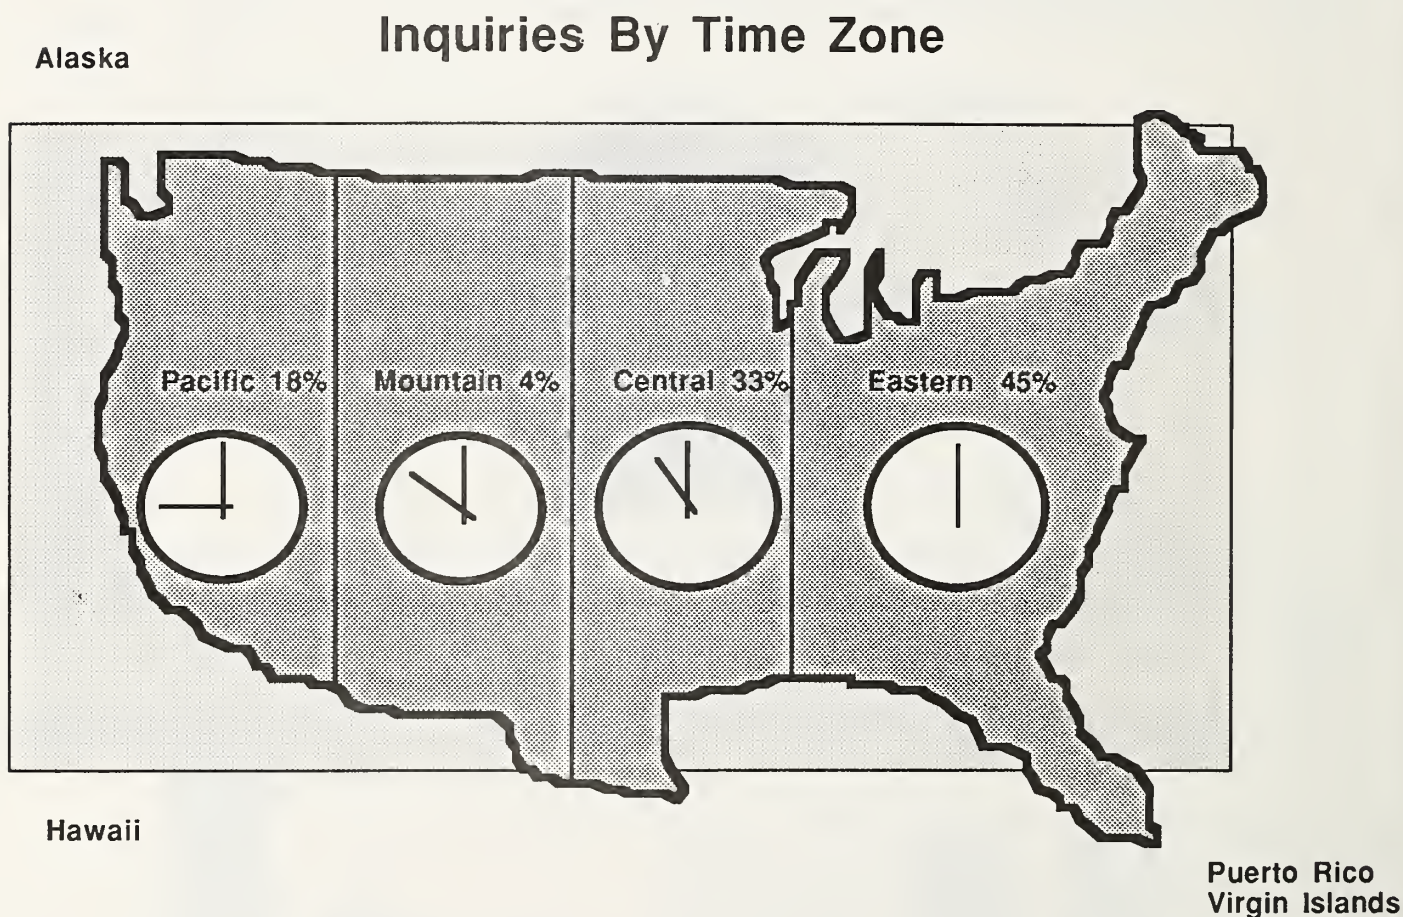 Inquiries By Time Zone
Alaska
Pacific 18% Mountain 4% Central 33% Eastern 45%
Hawaii
Puerto Rico
Virgin Islands